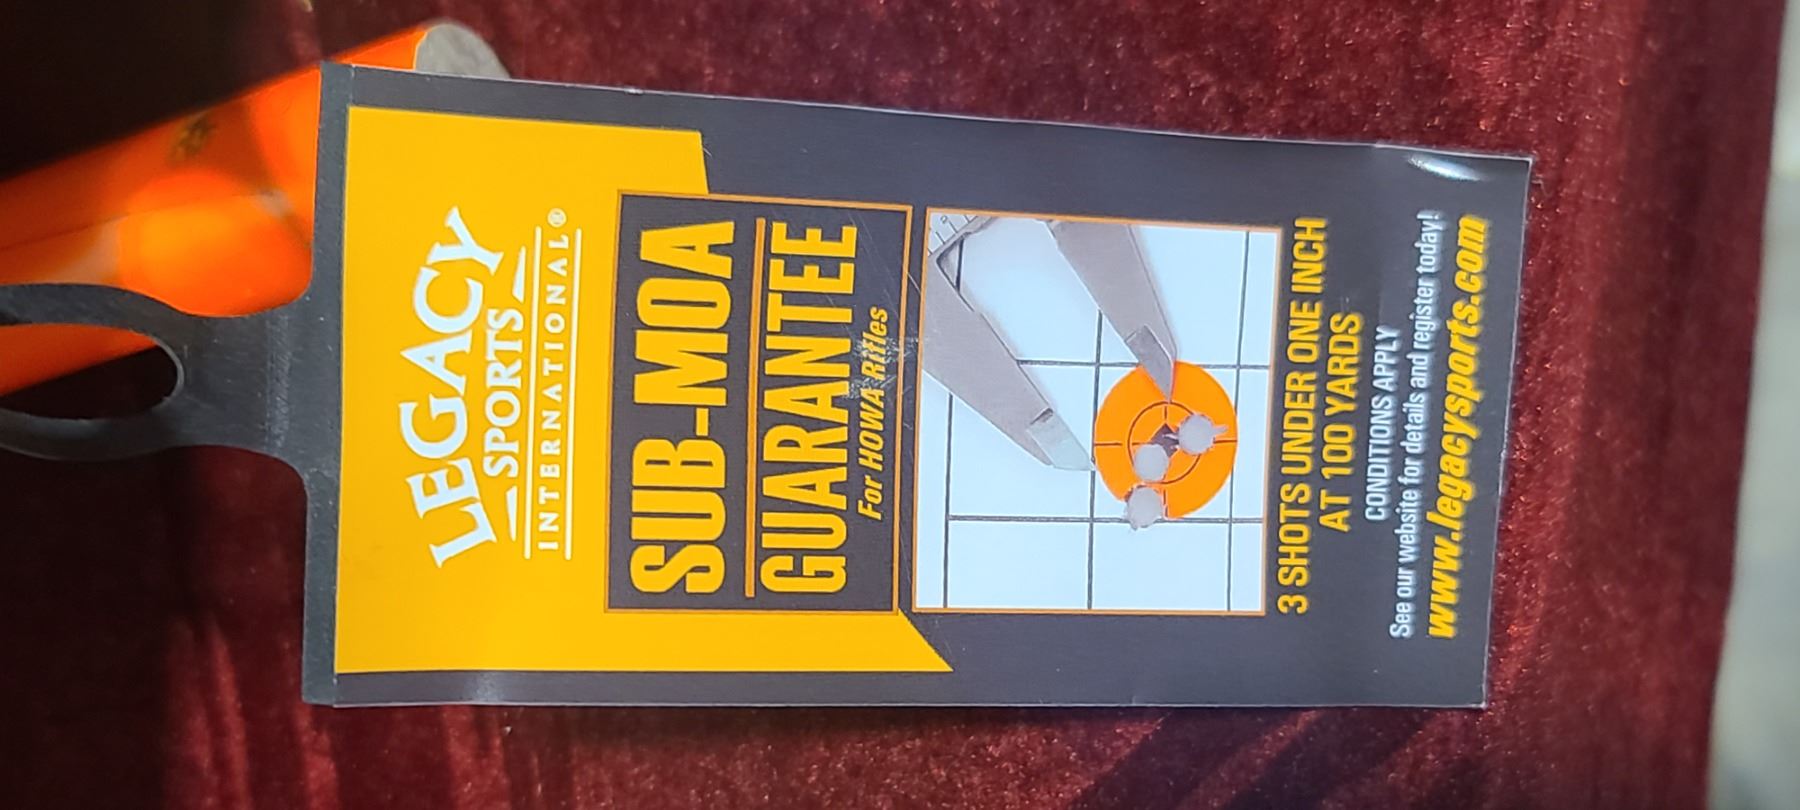 LEGACY
SPORTS
INTERNATIONAL®
SUB-MOA
GUARANTEE
For HOWA Rifles
3 SHOTS UNDER ONE INCH
AT 100 YARDS
CONDITIONS APPLY
See our website for details and register today!
www.legacysports.com